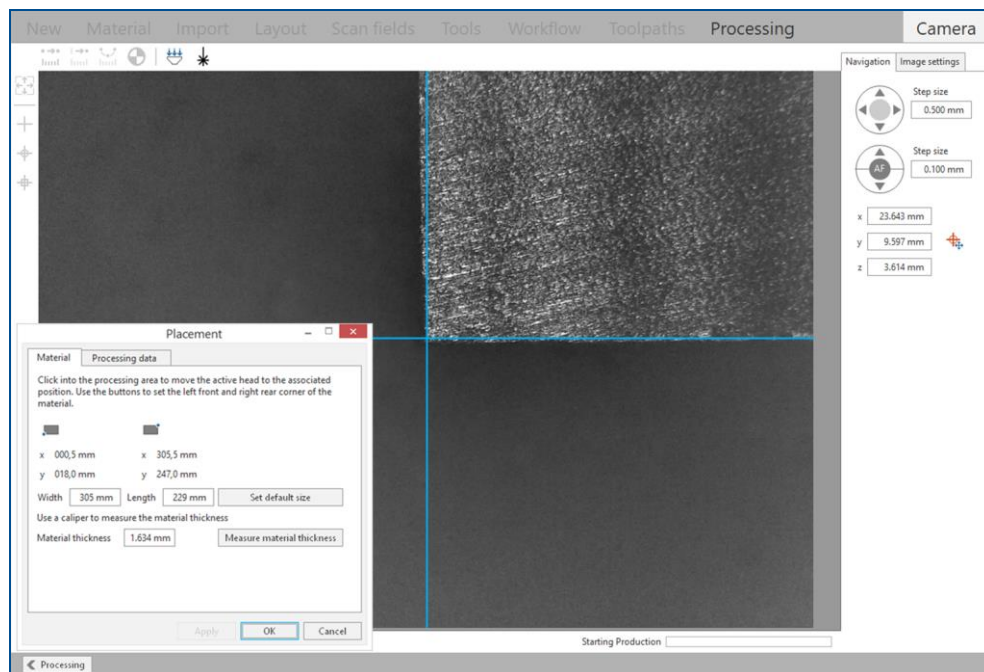 New Material Import Layout Scan fields Tools Workflow Toolpaths Processing Camera
Navigation Image settings
Step size
0.500 mm
Step size
AF 0.100 mm
x 23.643 mm
y 9.597 mm
z 3.614 mm
Placement
Material Processing data
Click into the processing area to move the active head to the associated
position. Use the buttons to set the left front and right rear corner of the
material.
x 000,5 mm x 305,5 mm
y 018,0 mm y 247,0 mm
Width 305 mm Length 229 mm Set default size
Use a caliper to measure the material thickness
Material thickness 1.634 mm Measure material thickness
Apply OK Cancel
Starting Production
Processing